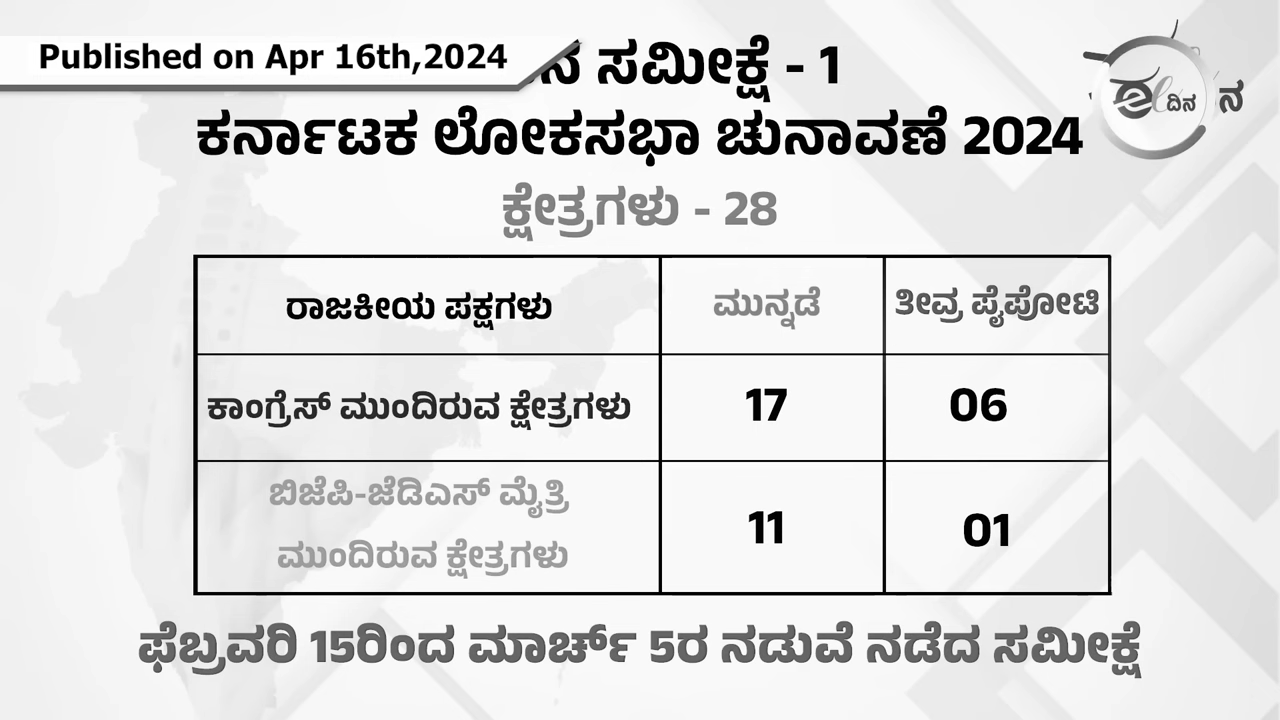 Published on Apr 16th,2024
ಸಮೀಕ್ಷೆ - 1
ಕರ್ನಾಟಕ ಲೋಕಸಭಾ ಚುನಾವಣೆ 2024
ದಿನ
ಕ್ಷೇತ್ರಗಳು - 28
ರಾಜಕೀಯ ಪಕ್ಷಗಳು ಮುನ್ನಡೆ ತೀವ್ರ ಪೈಪೋಟಿ
ಕಾಂಗ್ರೆಸ್ ಮುಂದಿರುವ ಕ್ಷೇತ್ರಗಳು 17 06
ಬಿಜೆಪಿ-ಜೆಡಿಎಸ್ ಮೈತ್ರಿ
ಮುಂದಿರುವ ಕ್ಷೇತ್ರಗಳು 11 01
ಫೆಬ್ರವರಿ 15ರಿಂದ ಮಾರ್ಚ್ 5ರ ನಡುವೆ ನಡೆದ ಸಮೀಕ್ಷೆ